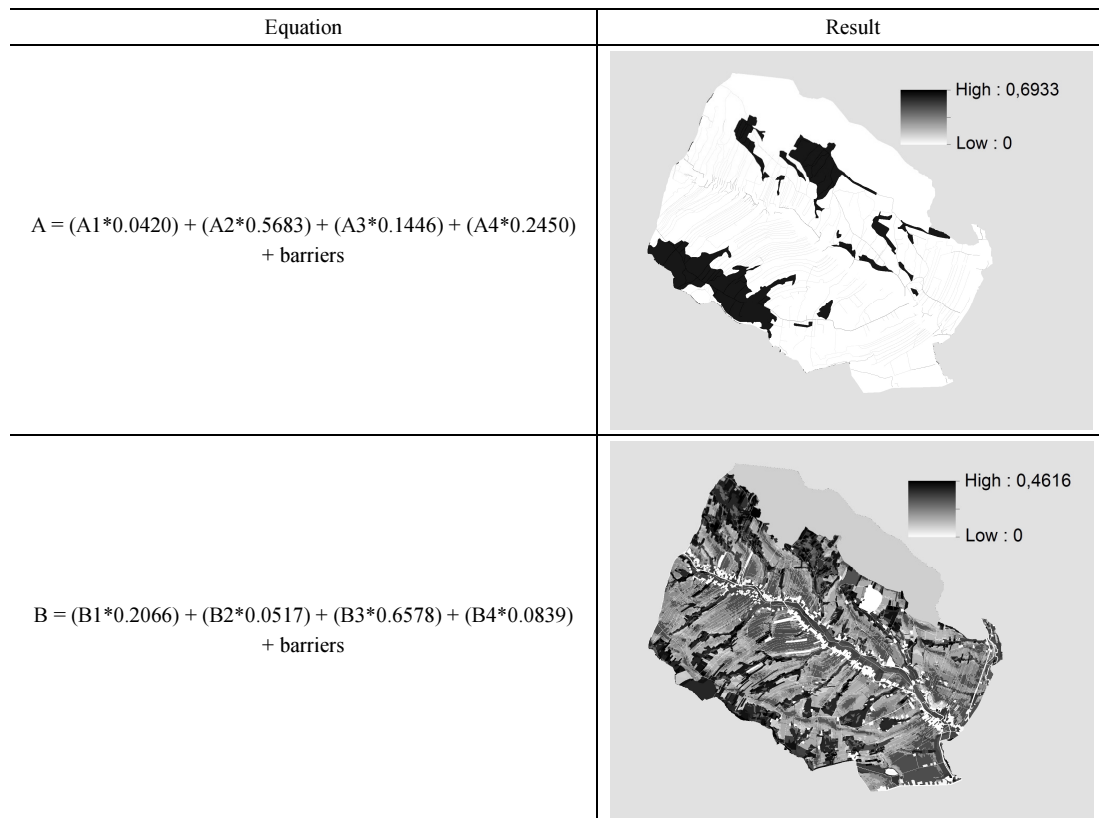 Equation
Result
A = (A1*0.0420) + (A2*0.5683) + (A3*0.1446) + (A4*0.2450)
+ barriers
High : 0,6933
Low : 0
B = (B1*0.2066) + (B2*0.0517) + (B3*0.6578) + (B4*0.0839)
+ barriers
High : 0,4616
Low : 0